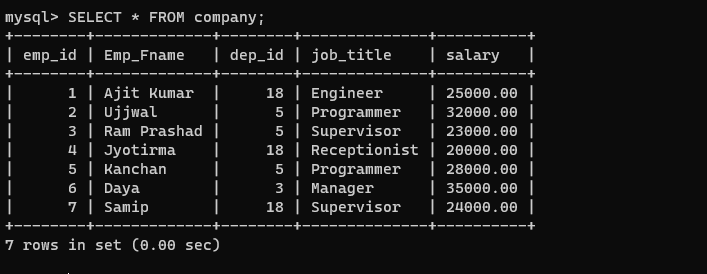 mysql> SELECT * FROM company;
+--------+-------------+--------+--------------+----------+
| emp_id | Emp_Fname   | dep_id | job_title    | salary   |
+--------+-------------+--------+--------------+----------+
|      1 | Ajit Kumar  |     18 | Engineer     | 25000.00 |
|      2 | Ujjwal      |      5 | Programmer   | 32000.00 |
|      3 | Ram Prashad |      5 | Supervisor   | 23000.00 |
|      4 | Jyotirma    |     18 | Receptionist | 20000.00 |
|      5 | Kanchan     |      5 | Programmer   | 28000.00 |
|      6 | Daya        |      3 | Manager      | 35000.00 |
|      7 | Samip       |     18 | Supervisor   | 24000.00 |
+--------+-------------+--------+--------------+----------+
7 rows in set (0.00 sec)